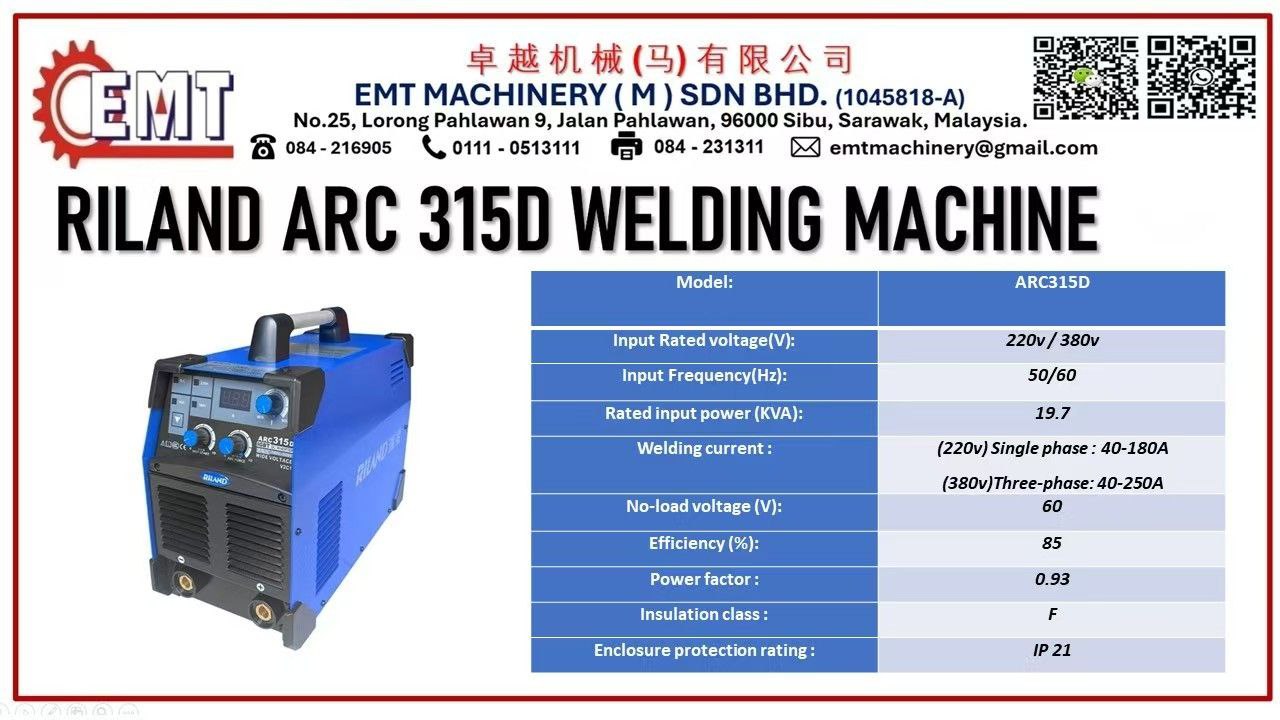 EMT
卓越机械(马)有限公司
EMT MACHINERY ( M ) SDN BHD. (1045818-A)
No.25, Lorong Pahlawan 9, Jalan Pahlawan, 96000 Sibu, Sarawak, Malaysia.
084 - 216905 0111 - 0513111 084 - 231311 emtmachinery@gmail.com
RILAND ARC 315D WELDING MACHINE
ARC315D
WIDE VOLTAGE
RILAND
RILAND
Model: ARC315D
Input Rated voltage(V): 220v / 380v
Input Frequency(Hz): 50/60
Rated input power (KVA): 19.7
Welding current : (220v) Single phase : 40-180A
(380v)Three-phase: 40-250A
No-load voltage (V): 60
Efficiency (%): 85
Power factor : 0.93
Insulation class : F
Enclosure protection rating : IP 21